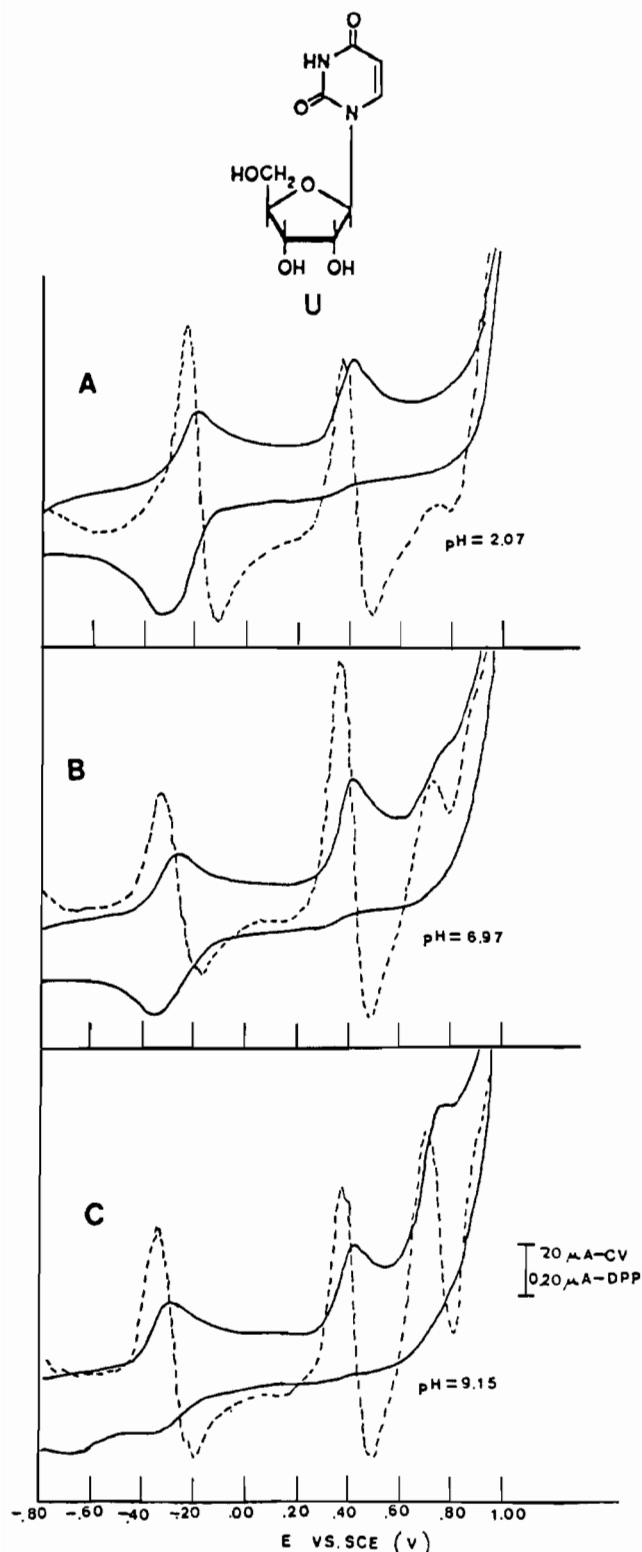 O
HN
O
N
HOCH2
O
OH OH
U
A
pH = 2.07
B
pH = 6.97
C
20 µA-CV
0.20 µA-DPP
pH = 9.15
-.80 -.60 -.40 -.20 .00 .20 .40 .60 .80 1.00
E VS. SCE (V)